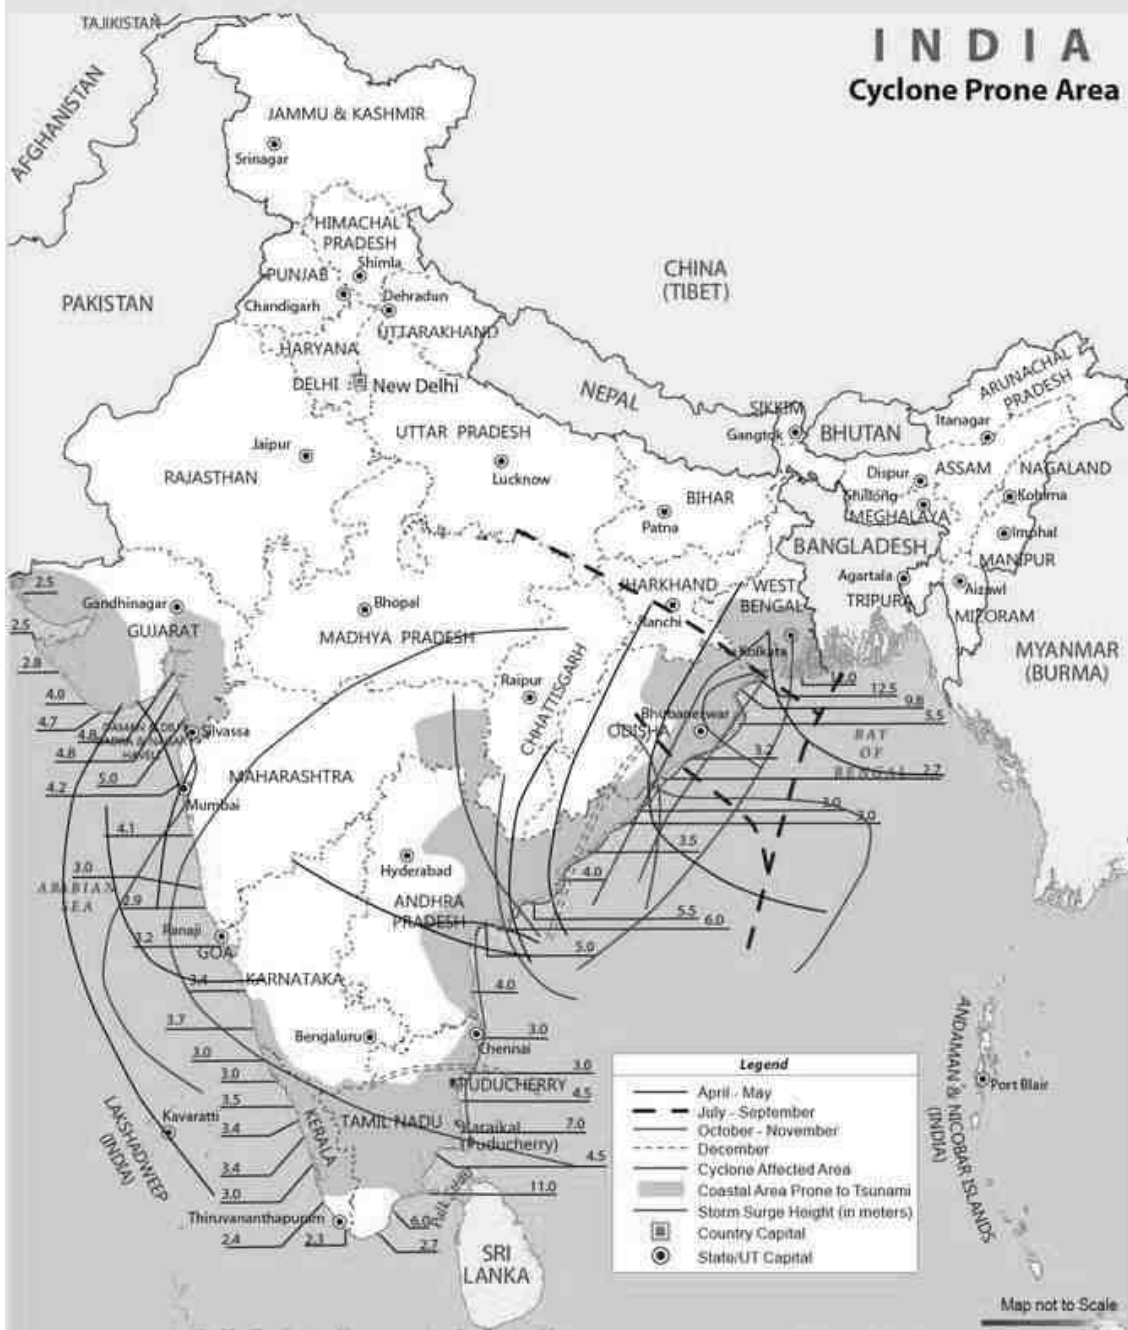 INDIA
Cyclone Prone Area
TAJIKISTAN
AFGHANISTAN
JAMMU & KASHMIR
Srinagar
HIMACHAL
PRADESH
Shimla
PUNJAB
Chandigarh
Dehradun
UTTARAKHAND
CHINA
(TIBET)
PAKISTAN
HARYANA
DELHI
New Delhi
NEPAL
SIKKIM
Gangtok
BHUTAN
ARUNACHAL
PRADESH
Itanagar
UTTAR PRADESH
Jaipur
RAJASTHAN
Lucknow
BIHAR
Patna
Dispur
ASSAM
NAGALAND
Shillong
Kohima
MEGHALAYA
Imphal
BANGLADESH
MANIPUR
Agartala
TRIPURA
Aizawl
MIZORAM
MYANMAR
(BURMA)
JHARKHAND
Ranchi
WEST
BENGAL
Kolkata
2.5
Gandhinagar
GUJARAT
2.5
2.8
4.0
4.7
4.8
4.8
5.0
4.2
Bhopal
MADHYA PRADESH
Raipur
CHHATTISGARH
Bhubaneswar
ODISHA
12.5
9.8
5.5
BAY
OF
BENGAL
3.2
2.7
3.0
3.5
4.0
Silvassa
MAHARASHTRA
Mumbai
4.1
3.0
ARABIAN
SEA
2.9
Hyderabad
ANDHRA
PRADESH
5.5
6.0
5.0
4.0
Panaji
3.2
GOA
3.4
KARNATAKA
3.7
Bengaluru
3.0
Chennai
3.0
3.0
3.0
PUDUCHERRY
4.5
3.5
TAMIL NADU
7.0
Karaikal
(Puducherry)
4.5
Kavaratti
3.4
KERALA
LAKSHADWEEP
(INDIA)
3.4
3.0
11.0
Thiruvananthapuram
2.4
2.3
6.0
2.7
SRI
LANKA
ANDAMAN & NICOBAR ISLANDS
(INDIA)
Port Blair
Legend
April - May
July - September
October - November
December
Cyclone Affected Area
Coastal Area Prone to Tsunami
Storm Surge Height (in meters)
Country Capital
State/UT Capital
Map not to Scale